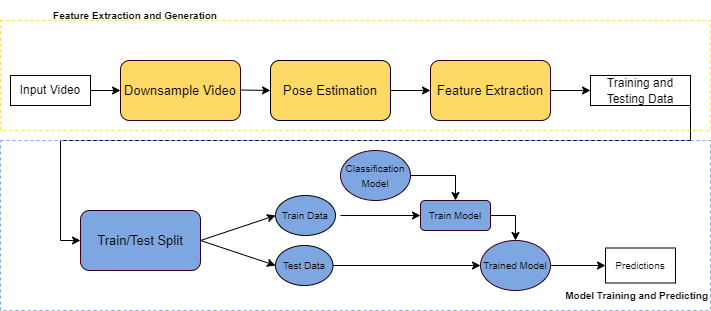 Feature Extraction and Generation
Input Video
Downsample Video
Pose Estimation
Feature Extraction
Training and
Testing Data
Classification
Model
Train Data
Train Model
Train/Test Split
Test Data
Trained Model
Predictions
Model Training and Predicting